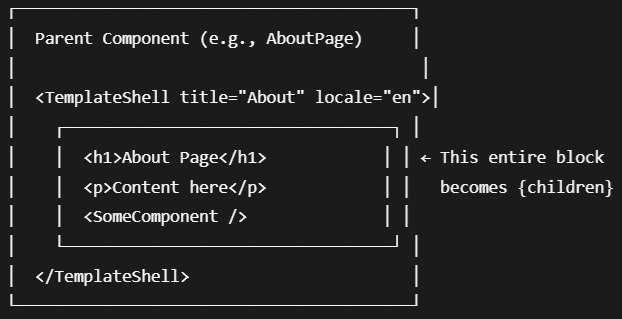 Parent Component (e.g., AboutPage)
<TemplateShell title="About" locale="en">
<h1>About Page</h1> ← This entire block
<p>Content here</p> becomes {children}
<SomeComponent />
</TemplateShell>